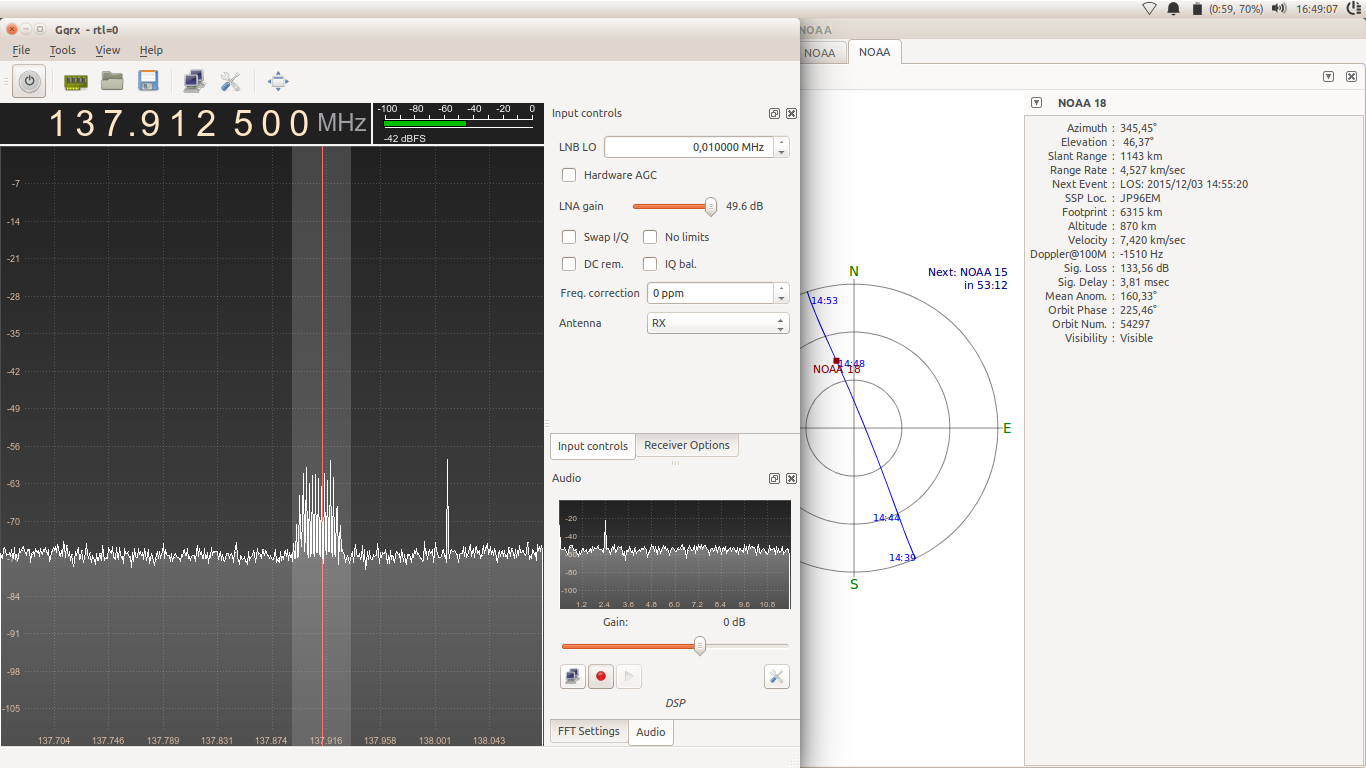 (0:59, 70%) 16:49:07
Gqrx - rtl=0
File Tools View Help
137.912 500 MHz
-100 -80 -60 -40 -20 0
-42 dBFS
-7
-14
-21
-28
-35
-42
-49
-56
-63
-70
-77
-84
-91
-98
-105
137.704 137.746 137.789 137.831 137.874 137.916 137.958 138.001 138.043
Input controls
LNB LO 0,010000 MHz
Hardware AGC
LNA gain 49.6 dB
Swap I/Q No limits
DC rem. IQ bal.
Freq. correction 0 ppm
Antenna RX
Input controls Receiver Options
Audio
-20
-40
-60
-80
-100
1.2 2.4 3.6 4.8 6.0 7.2 8.4 9.6 10.8
Gain: 0 dB
DSP
FFT Settings Audio
NOAA
NOAA NOAA
Next: NOAA 15
in 53:12
N
14:53
14:48
NOAA 18
E
14:44
14:39
S
NOAA 18
Azimuth : 345,45°
Elevation : 46,37°
Slant Range : 1143 km
Range Rate : 4,527 km/sec
Next Event : LOS: 2015/12/03 14:55:20
SSP Loc. : JP96EM
Footprint : 6315 km
Altitude : 870 km
Velocity : 7,420 km/sec
Doppler@100M : -1510 Hz
Sig. Loss : 133,56 dB
Sig. Delay : 3,81 msec
Mean Anom. : 160,33°
Orbit Phase : 225,46°
Orbit Num. : 54297
Visibility : Visible